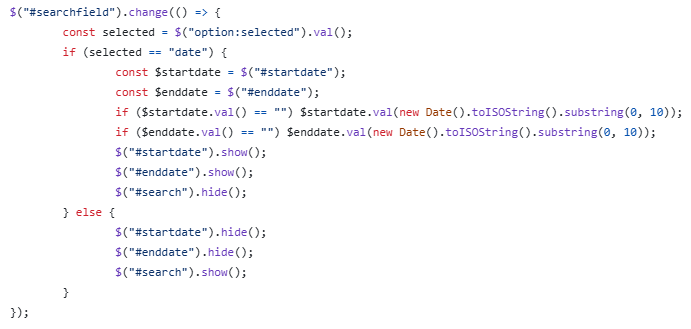 $("#searchfield").change(() => {
        const selected = $("option:selected").val();
        if (selected == "date") {
                const $startdate = $("#startdate");
                const $enddate = $("#enddate");
                if ($startdate.val() == "") $startdate.val(new Date().toISOString().substring(0, 10));
                if ($enddate.val() == "") $enddate.val(new Date().toISOString().substring(0, 10));
                $("#startdate").show();
                $("#enddate").show();
                $("#search").hide();
        } else {
                $("#startdate").hide();
                $("#enddate").hide();
                $("#search").show();
        }
});